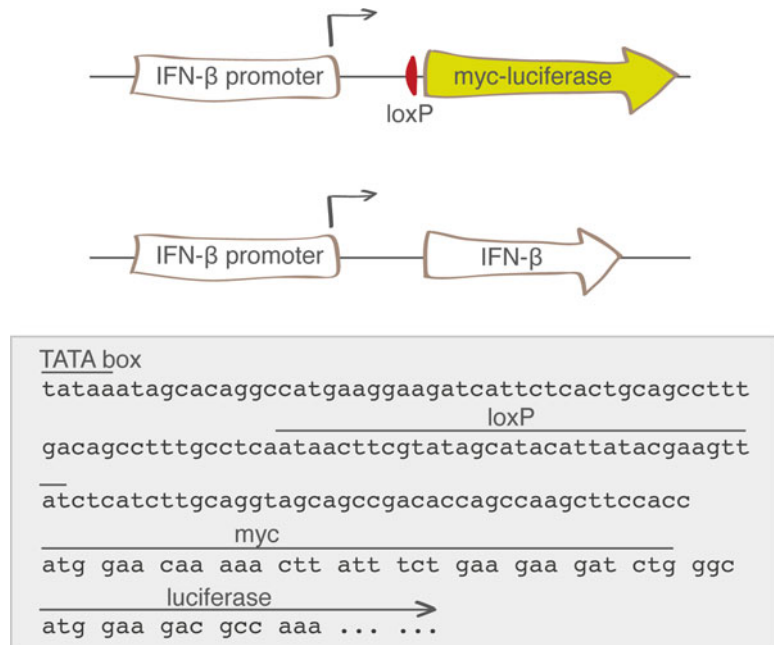 IFN-β promoter
myc-luciferase
loxP
IFN-β promoter
IFN-β
TATA box
tataaatagcacaggccatgaaggaagatcattctcactgcagccttt
loxP
gacagcctttgcctcaataacttcgtatagcatacattatacgaagtt
atctcatcttgcaggtagcagccgacaccagccaagcttccacc
myc
atg gaa caa aaa ctt att tct gaa gaa gat ctg ggc
luciferase
atg gaa gac gcc aaa ... ...